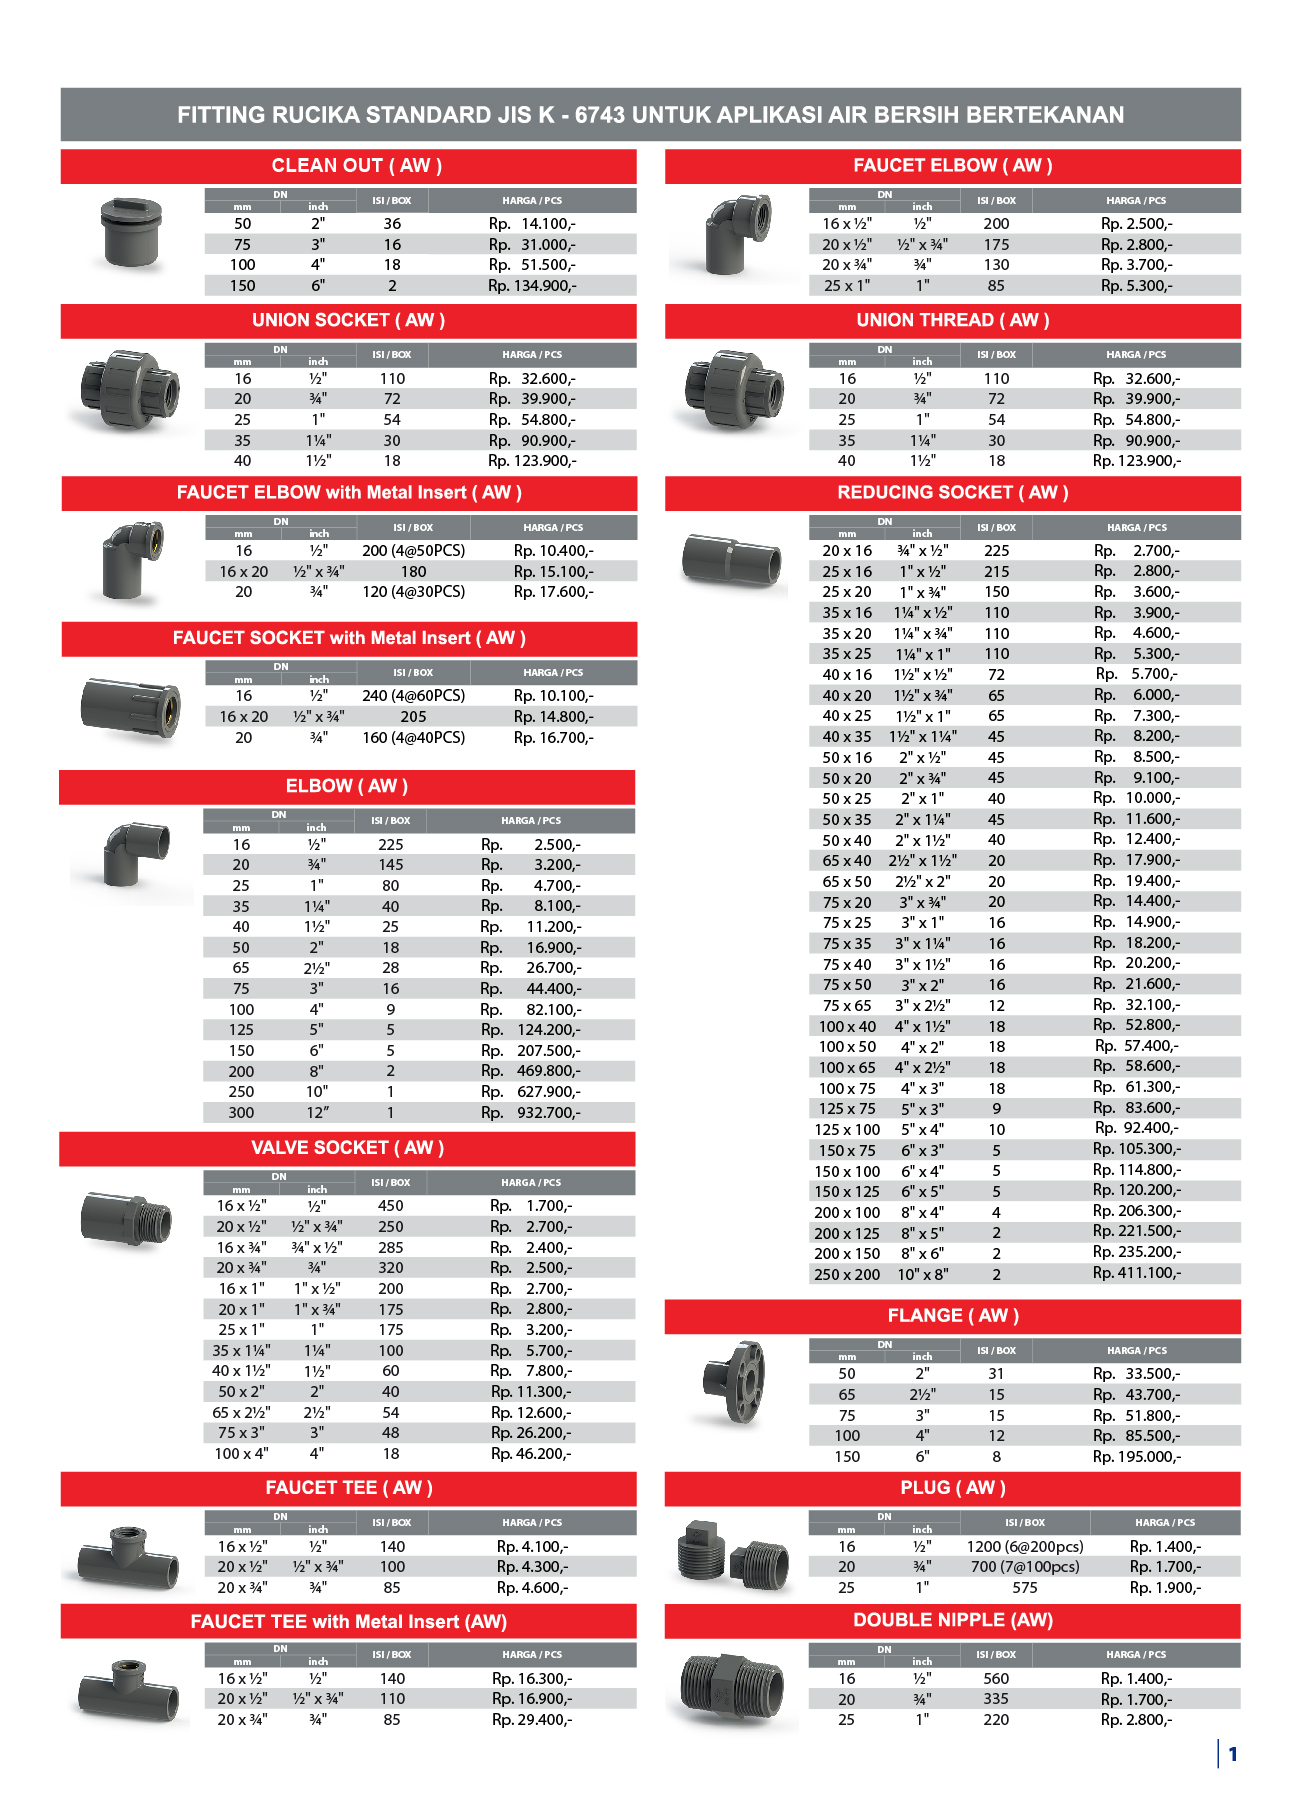 FITTING RUCIKA STANDARD JIS K - 6743 UNTUK APLIKASI AIR BERSIH BERTEKANAN
CLEAN OUT ( AW )
DN ISI / BOX HARGA / PCS
mm inch
50 2" 36 Rp. 14.100,-
75 3" 16 Rp. 31.000,-
100 4" 18 Rp. 51.500,-
150 6" 2 Rp. 134.900,-
UNION SOCKET ( AW )
DN ISI / BOX HARGA / PCS
mm inch
16 ½" 110 Rp. 32.600,-
20 ¾" 72 Rp. 39.900,-
25 1" 54 Rp. 54.800,-
35 1¼" 30 Rp. 90.900,-
40 1½" 18 Rp. 123.900,-
FAUCET ELBOW with Metal Insert ( AW )
DN ISI / BOX HARGA / PCS
mm inch
16 ½" 200 (4@50PCS) Rp. 10.400,-
16 x 20 ½" x ¾" 180 Rp. 15.100,-
20 ¾" 120 (4@30PCS) Rp. 17.600,-
FAUCET SOCKET with Metal Insert ( AW )
DN ISI / BOX HARGA / PCS
mm inch
16 ½" 240 (4@60PCS) Rp. 10.100,-
16 x 20 ½" x ¾" 205 Rp. 14.800,-
20 ¾" 160 (4@40PCS) Rp. 16.700,-
ELBOW ( AW )
DN ISI / BOX HARGA / PCS
mm inch
16 ½" 225 Rp. 2.500,-
20 ¾" 145 Rp. 3.200,-
25 1" 80 Rp. 4.700,-
35 1¼" 40 Rp. 8.100,-
40 1½" 25 Rp. 11.200,-
50 2" 18 Rp. 16.900,-
65 2½" 28 Rp. 26.700,-
75 3" 16 Rp. 44.400,-
100 4" 9 Rp. 82.100,-
125 5" 5 Rp. 124.200,-
150 6" 5 Rp. 207.500,-
200 8" 2 Rp. 469.800,-
250 10" 1 Rp. 627.900,-
300 12” 1 Rp. 932.700,-
VALVE SOCKET ( AW )
DN ISI / BOX HARGA / PCS
mm inch
16 x ½" ½" 450 Rp. 1.700,-
20 x ½" ½" x ¾" 250 Rp. 2.700,-
16 x ¾" ¾" x ½" 285 Rp. 2.400,-
20 x ¾" ¾" 320 Rp. 2.500,-
16 x 1" 1" x ½" 200 Rp. 2.700,-
20 x 1" 1" x ¾" 175 Rp. 2.800,-
25 x 1" 1" 175 Rp. 3.200,-
35 x 1¼" 1¼" 100 Rp. 5.700,-
40 x 1½" 1½" 60 Rp. 7.800,-
50 x 2" 2" 40 Rp. 11.300,-
65 x 2½" 2½" 54 Rp. 12.600,-
75 x 3" 3" 48 Rp. 26.200,-
100 x 4" 4" 18 Rp. 46.200,-
FAUCET TEE ( AW )
DN ISI / BOX HARGA / PCS
mm inch
16 x ½" ½" 140 Rp. 4.100,-
20 x ½" ½" x ¾" 100 Rp. 4.300,-
20 x ¾" ¾" 85 Rp. 4.600,-
FAUCET TEE with Metal Insert (AW)
DN ISI / BOX HARGA / PCS
mm inch
16 x ½" ½" 140 Rp. 16.300,-
20 x ½" ½" x ¾" 110 Rp. 16.900,-
20 x ¾" ¾" 85 Rp. 29.400,-
FAUCET ELBOW ( AW )
DN ISI / BOX HARGA / PCS
mm inch
16 x ½" ½" 200 Rp. 2.500,-
20 x ½" ½" x ¾" 175 Rp. 2.800,-
20 x ¾" ¾" 130 Rp. 3.700,-
25 x 1" 1" 85 Rp. 5.300,-
UNION THREAD ( AW )
DN ISI / BOX HARGA / PCS
mm inch
16 ½" 110 Rp. 32.600,-
20 ¾" 72 Rp. 39.900,-
25 1" 54 Rp. 54.800,-
35 1¼" 30 Rp. 90.900,-
40 1½" 18 Rp. 123.900,-
REDUCING SOCKET ( AW )
DN ISI / BOX HARGA / PCS
mm inch
20 x 16 ¾" x ½" 225 Rp. 2.700,-
25 x 16 1" x ½" 215 Rp. 2.800,-
25 x 20 1" x ¾" 150 Rp. 3.600,-
35 x 16 1¼" x ½" 110 Rp. 3.900,-
35 x 20 1¼" x ¾" 110 Rp. 4.600,-
35 x 25 1¼" x 1" 110 Rp. 5.300,-
40 x 16 1½" x ½" 72 Rp. 5.700,-
40 x 20 1½" x ¾" 65 Rp. 6.000,-
40 x 25 1½" x 1" 65 Rp. 7.300,-
40 x 35 1½" x 1¼" 45 Rp. 8.200,-
50 x 16 2" x ½" 45 Rp. 8.500,-
50 x 20 2" x ¾" 45 Rp. 9.100,-
50 x 25 2" x 1" 40 Rp. 10.000,-
50 x 35 2" x 1¼" 45 Rp. 11.600,-
50 x 40 2" x 1½" 40 Rp. 12.400,-
65 x 40 2½" x 1½" 20 Rp. 17.900,-
65 x 50 2½" x 2" 20 Rp. 19.400,-
75 x 20 3" x ¾" 20 Rp. 14.400,-
75 x 25 3" x 1" 16 Rp. 14.900,-
75 x 35 3" x 1¼" 16 Rp. 18.200,-
75 x 40 3" x 1½" 16 Rp. 20.200,-
75 x 50 3" x 2" 16 Rp. 21.600,-
75 x 65 3" x 2½" 12 Rp. 32.100,-
100 x 40 4" x 1½" 18 Rp. 52.800,-
100 x 50 4" x 2" 18 Rp. 57.400,-
100 x 65 4" x 2½" 18 Rp. 58.600,-
100 x 75 4" x 3" 18 Rp. 61.300,-
125 x 75 5" x 3" 9 Rp. 83.600,-
125 x 100 5" x 4" 10 Rp. 92.400,-
150 x 75 6" x 3" 5 Rp. 105.300,-
150 x 100 6" x 4" 5 Rp. 114.800,-
150 x 125 6" x 5" 5 Rp. 120.200,-
200 x 100 8" x 4" 4 Rp. 206.300,-
200 x 125 8" x 5" 2 Rp. 221.500,-
200 x 150 8" x 6" 2 Rp. 235.200,-
250 x 200 10" x 8" 2 Rp. 411.100,-
FLANGE ( AW )
DN ISI / BOX HARGA / PCS
mm inch
50 2" 31 Rp. 33.500,-
65 2½" 15 Rp. 43.700,-
75 3" 15 Rp. 51.800,-
100 4" 12 Rp. 85.500,-
150 6" 8 Rp. 195.000,-
PLUG ( AW )
DN ISI / BOX HARGA / PCS
mm inch
16 ½" 1200 (6@200pcs) Rp. 1.400,-
20 ¾" 700 (7@100pcs) Rp. 1.700,-
25 1" 575 Rp. 1.900,-
DOUBLE NIPPLE (AW)
DN ISI / BOX HARGA / PCS
mm inch
16 ½" 560 Rp. 1.400,-
20 ¾" 335 Rp. 1.700,-
25 1" 220 Rp. 2.800,-
1